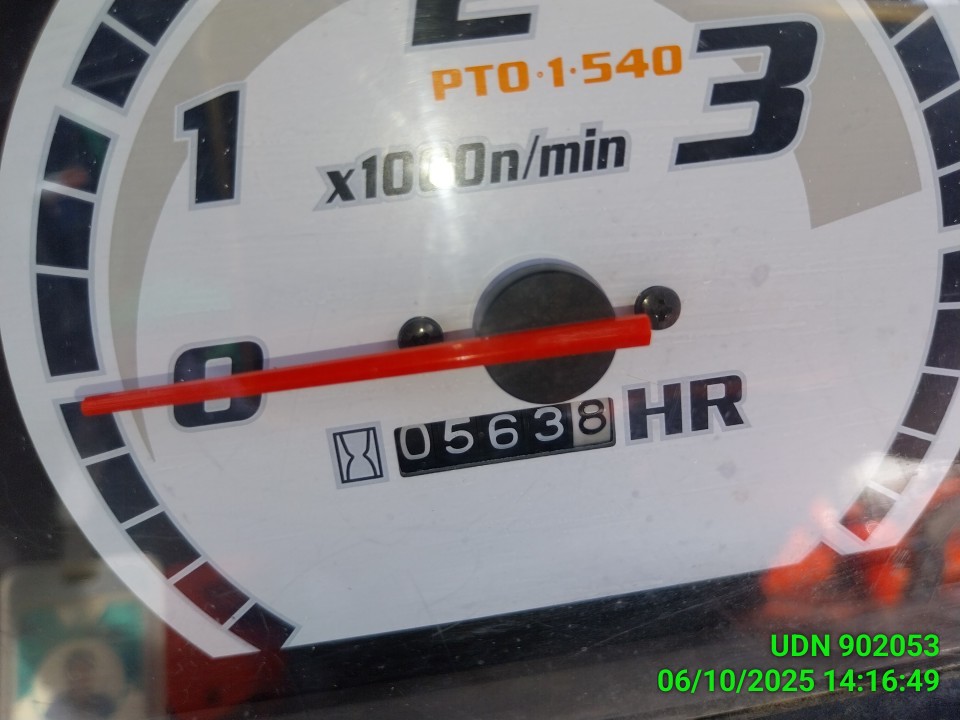 2
PTO·1·540
1
3
x1000n/min
0
05638 HR
UDN 902053
06/10/2025 14:16:49